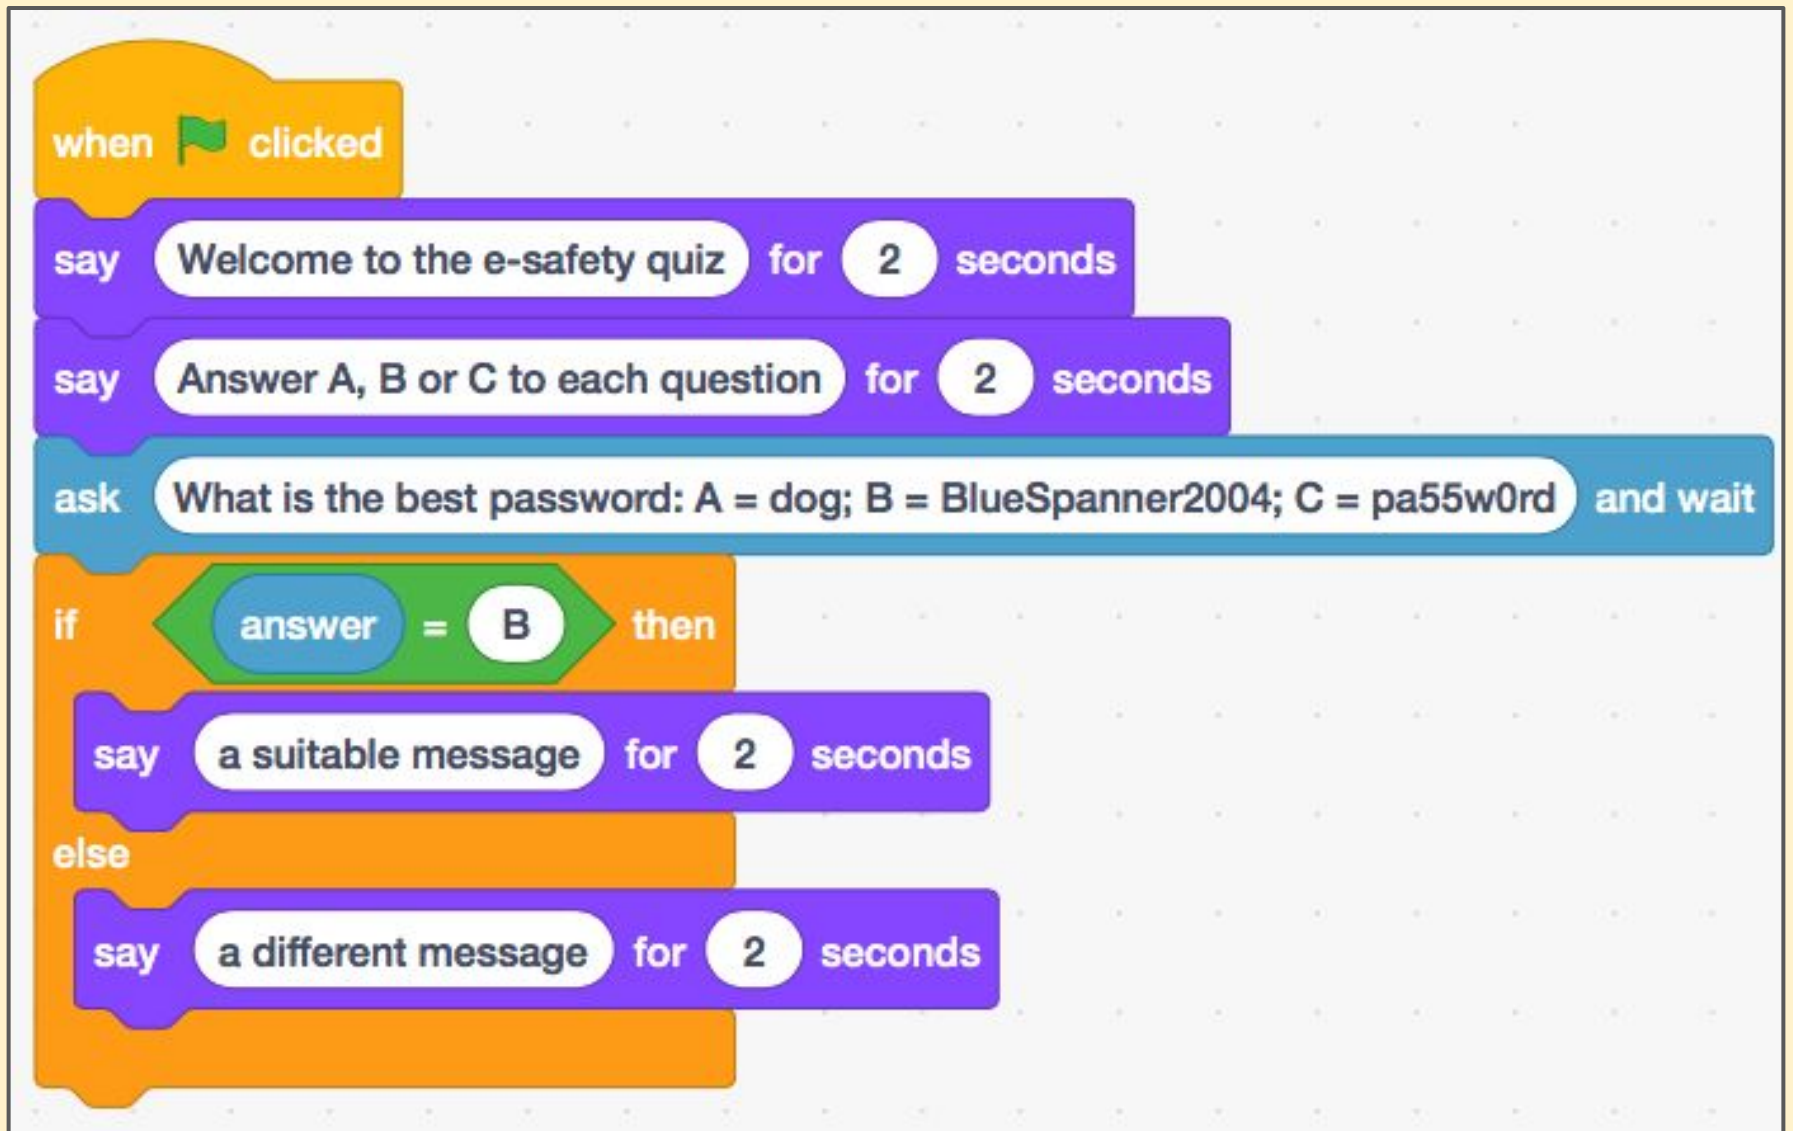 when clicked
say Welcome to the e-safety quiz for 2 seconds
say Answer A, B or C to each question for 2 seconds
ask What is the best password: A = dog; B = BlueSpanner2004; C = pa55w0rd and wait
if answer = B then
say a suitable message for 2 seconds
else
say a different message for 2 seconds